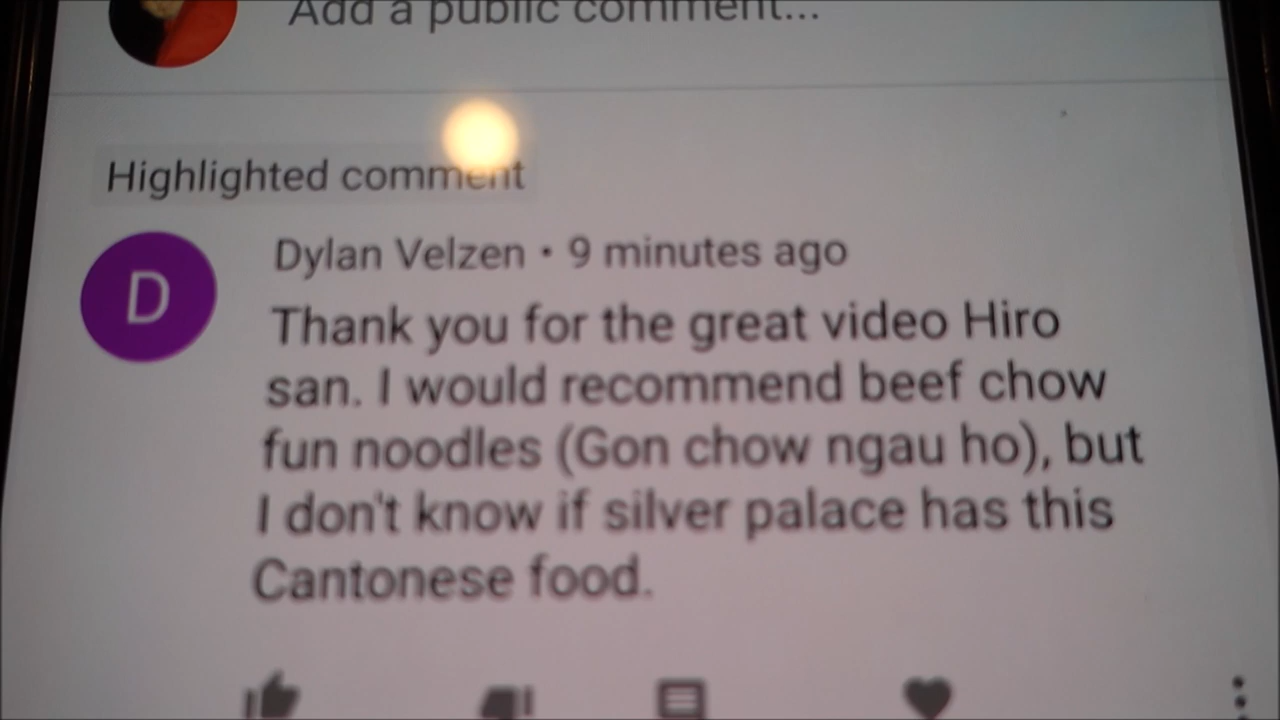 Add a public comment...
Highlighted comment
D
Dylan Velzen • 9 minutes ago
Thank you for the great video Hiro
san. I would recommend beef chow
fun noodles (Gon chow ngau ho), but
I don't know if silver palace has this
Cantonese food.